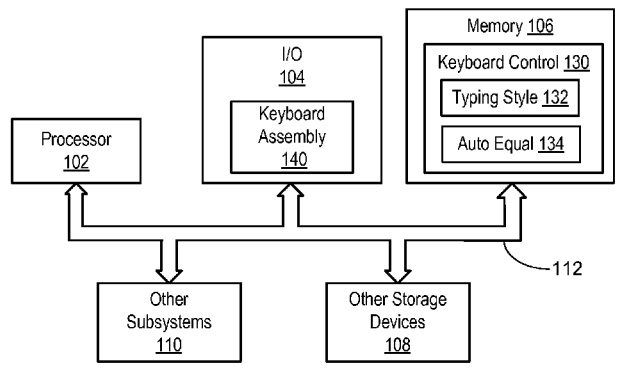 Processor
102
I/O
104
Keyboard
Assembly
140
Memory 106
Keyboard Control 130
Typing Style 132
Auto Equal 134
112
Other
Subsystems
110
Other Storage
Devices
108